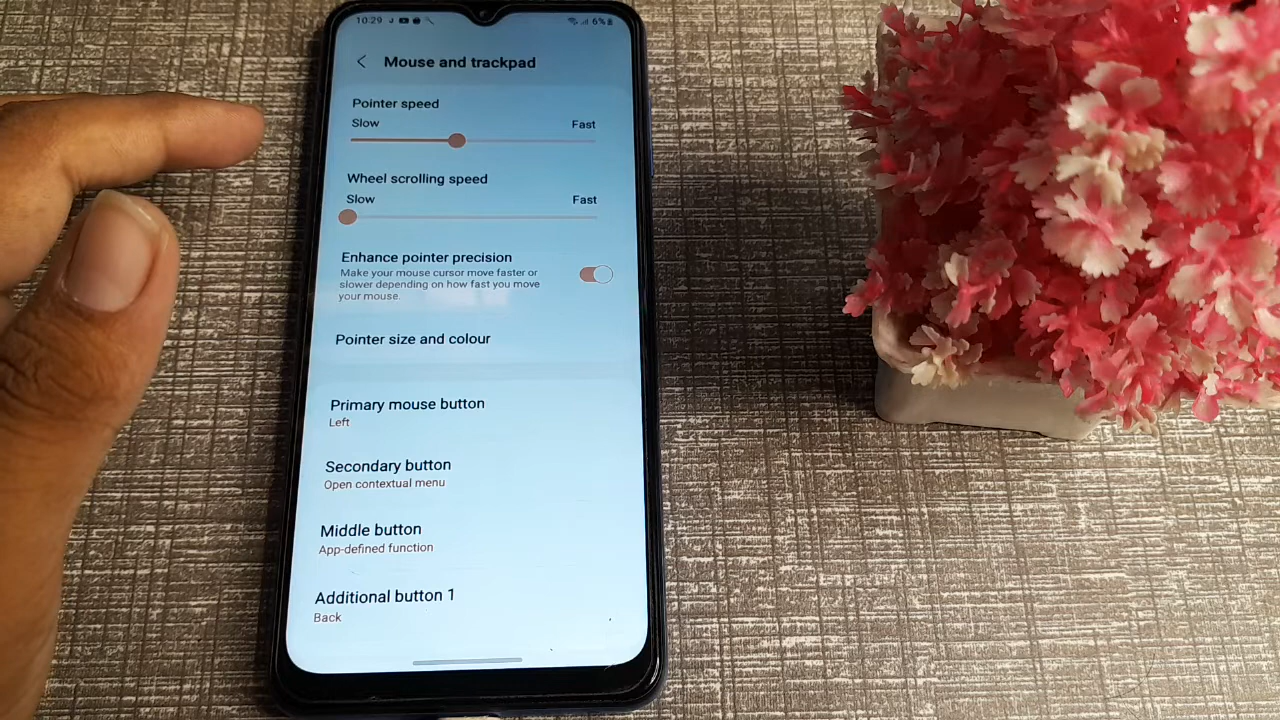 10:29 6%
Mouse and trackpad
Pointer speed
Slow Fast
Wheel scrolling speed
Slow Fast
Enhance pointer precision
Make your mouse cursor move faster or
slower depending on how fast you move
your mouse.
Pointer size and colour
Primary mouse button
Left
Secondary button
Open contextual menu
Middle button
App-defined function
Additional button 1
Back